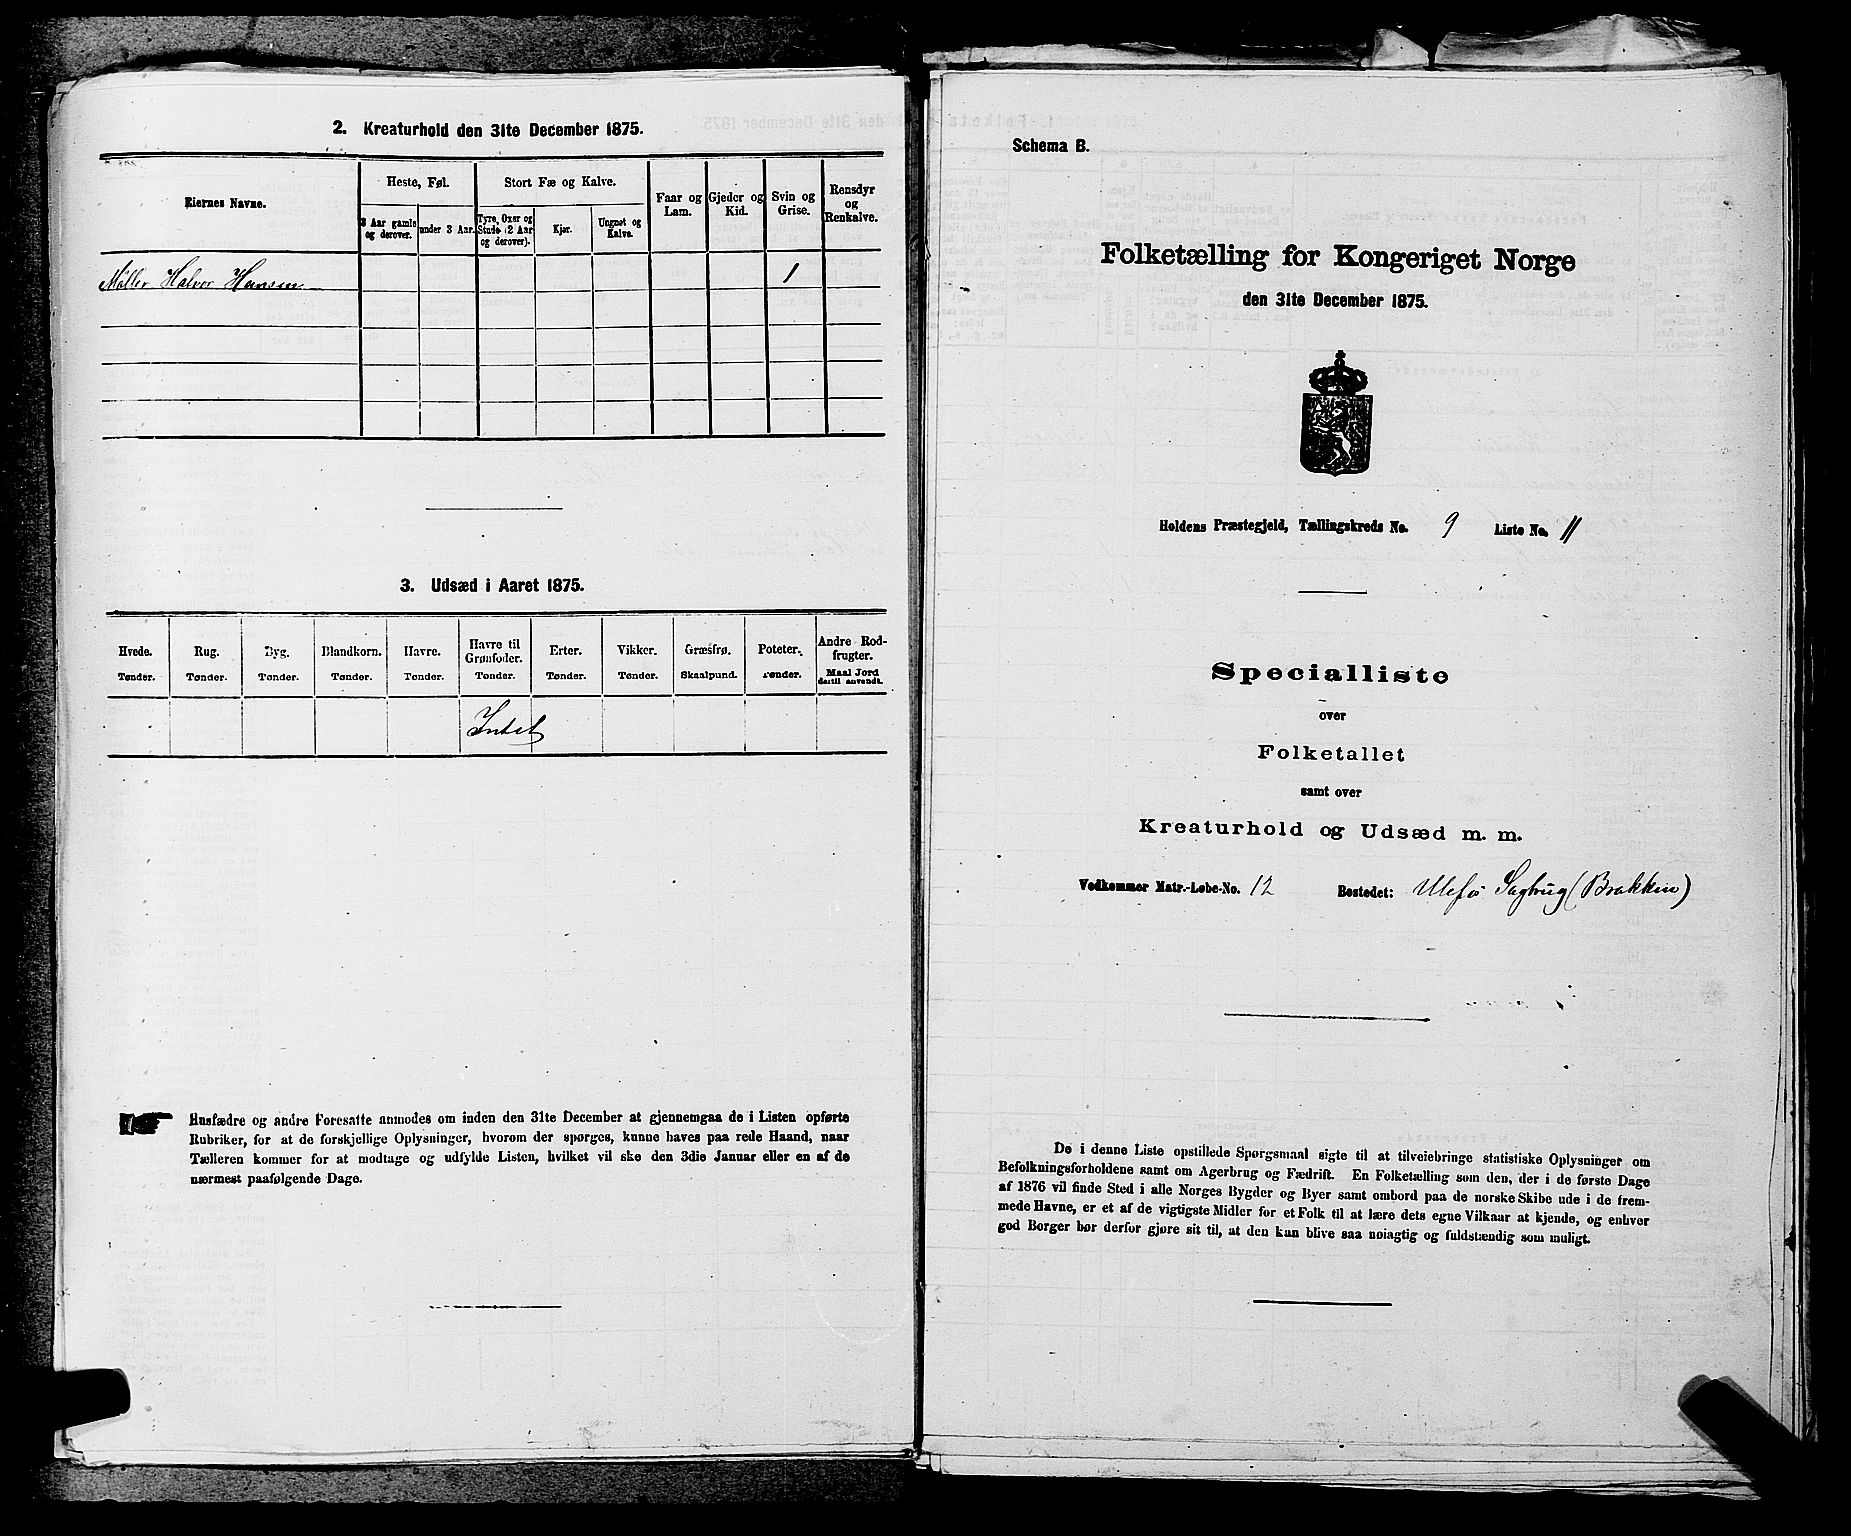 2. Kreaturhold den 31te December 1875.
Eiernes Navne.
Heste, Føl.
Stort Fæ og Kalve.
Faar og Lam.
Gjeder og Kid.
Svin og Grise.
Rensdyr og Renkalve.
3 Aar gamle og derover.
under 3 Aar.
Tyre, Oxer og Stude (2 Aar og derover).
Kjør.
Ungnøt og Kalve.
Møller Halvor Hansen 1
3. Udsæd i Aaret 1875.
Hvede. Rug. Byg. Blandkorn. Havre. Havre til Grønfoder. Erter. Vikker. Græsfrø. Poteter. Andre Rodfrugter.
Tønder. Tønder. Tønder. Tønder. Tønder. Tønder. Tønder. Tønder. Skaalpund. Tønder. Maal Jord dertil anvendt.
Intet
Husfædre og andre Foresatte anmodes om inden den 31te December at gjennemgaa de i Listen opførte
Rubriker, for at de forskjellige Oplysninger, hvorom der spørges, kunne haves paa rede Haand, naar
Tælleren kommer for at modtage og udfylde Listen, hvilket vil ske den 3die Januar eller en af de
nærmest paafølgende Dage.
Schema B.
Folketælling for Kongeriget Norge
den 31te December 1875.
Holdens Præstegjeld, Tællingskreds No. 9 Liste No. 11
Specialliste
over
Folketallet
samt over
Kreaturhold og Udsæd m. m.
Vedkommer Matr.-Løbe-No. 12 Bostedet: Ulefos Sagbrug (Brækken)
De i denne Liste opstillede Spørgsmaal sigte til at tilveiebringe statistiske Oplysninger om
Befolkningsforholdene samt om Agerbrug og Fædrift. En Folketælling som den, der i de første Dage
af 1876 vil finde Sted i alle Norges Bygder og Byer samt ombord paa de norske Skibe ude i de frem-
mede Havne, er et af de vigtigste Midler for et Folk til at lære dets egne Vilkaar at kjende, og enhver
god Borger bør derfor gjøre sit til, at den kan blive saa nøiagtig og fuldstændig som muligt.